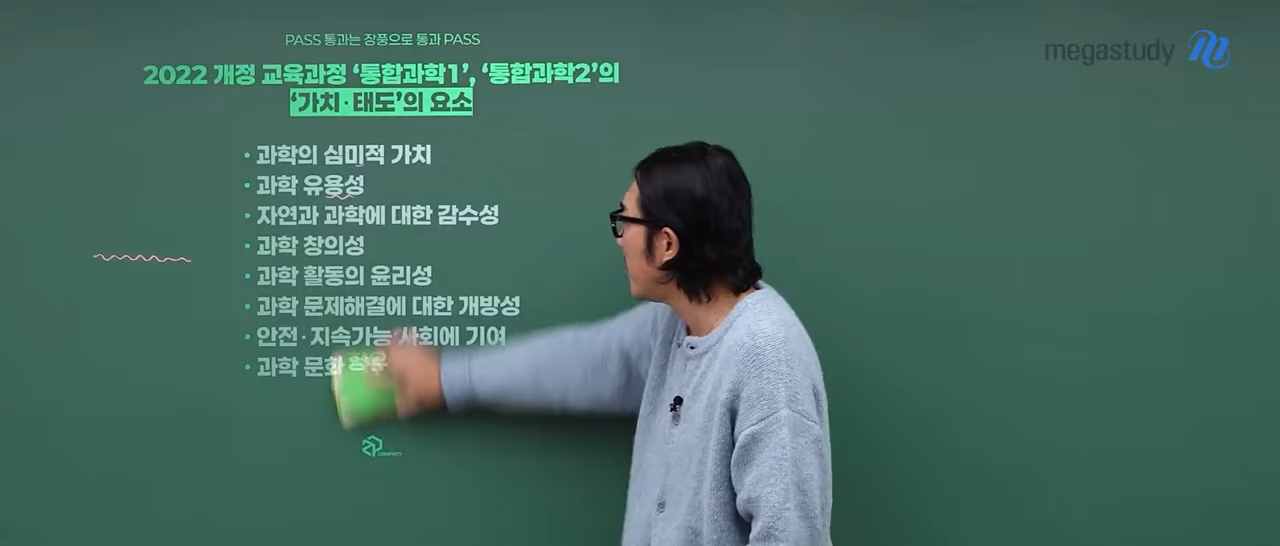 PASS 통과는 장풍으로 통과 PASS
megastudy
2022 개정 교육과정 ‘통합과학1’, ‘통합과학2’의
‘가치·태도’의 요소
• 과학의 심미적 가치
• 과학 유용성
• 자연과 과학에 대한 감수성
• 과학 창의성
• 과학 활동의 윤리성
• 과학 문제해결에 대한 개방성
• 안전·지속가능 사회에 기여
• 과학 문화 향유